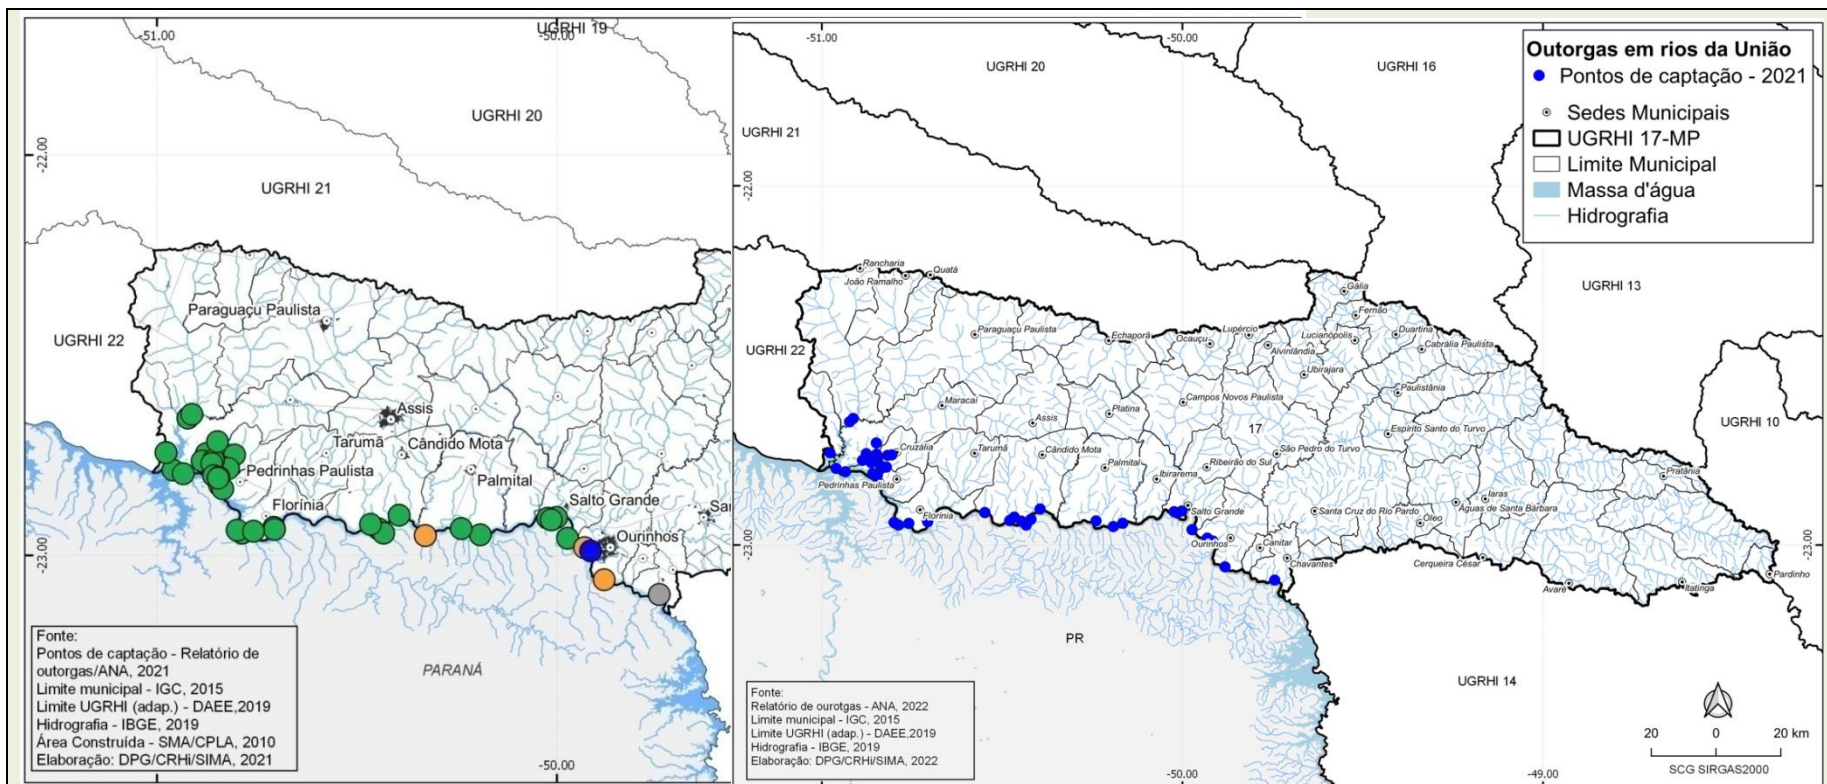 UGRHI 19
-51.00
-50.00
UGRHI 20
-22.00
UGRHI 21
Paraguaçu Paulista
UGRHI 22
Assis
Tarumã
Cândido Mota
Pedrinhas Paulista
Palmital
Florínia
Salto Grande
Sa
Ourinhos
-23.00
Fonte:
Pontos de captação - Relatório de
outorgas/ANA, 2021
Limite municipal - IGC, 2015
Limite UGRHI (adap.) - DAEE,2019
Hidrografia - IBGE, 2019
Área Construída - SMA/CPLA, 2010
Elaboração: DPG/CRHi/SIMA, 2021
PARANÁ
-50.00
-51.00
-50.00
UGRHI 20
UGRHI 16
UGRHI 21
-22.00
-22.00
Outorgas em rios da União
Pontos de captação - 2021
Sedes Municipais
UGRHI 17-MP
Limite Municipal
Massa d'água
Hidrografia
Rancharia
João Ramalho
Quatá
UGRHI 13
Gália
Fernão
UGRHI 22
Paraguaçu Paulista
Echaporã
Ocauçu
Lupércio
Alvinlândia
Lucianópolis
Duartina
Cabrália Paulista
Ubirajara
Paulistânia
Maracaí
Platina
Campos Novos Paulista
Assis
17
Espírito Santo do Turvo
UGRHI 10
Cruzália
Tarumã
Cândido Mota
Palmital
Ribeirão do Sul
São Pedro do Turvo
Pedrinhas Paulista
Ibirarema
Pratânia
Florínia
Salto Grande
Santa Cruz do Rio Pardo
Iaras
Águas de Santa Bárbara
Óleo
-23.00
-23.00
Ourinhos
Canitar
Chavantes
Cerqueira César
Avaré
Itatinga
Pardinho
PR
UGRHI 14
Fonte:
Relatório de ourotgas - ANA, 2022
Limite municipal - IGC, 2015
Limite UGRHI (adap.) - DAEE,2019
Hidrografia - IBGE, 2019
Elaboração: DPG/CRHi/SIMA, 2022
20 0 20 km
SCG SIRGAS2000
-50.00
-49.00